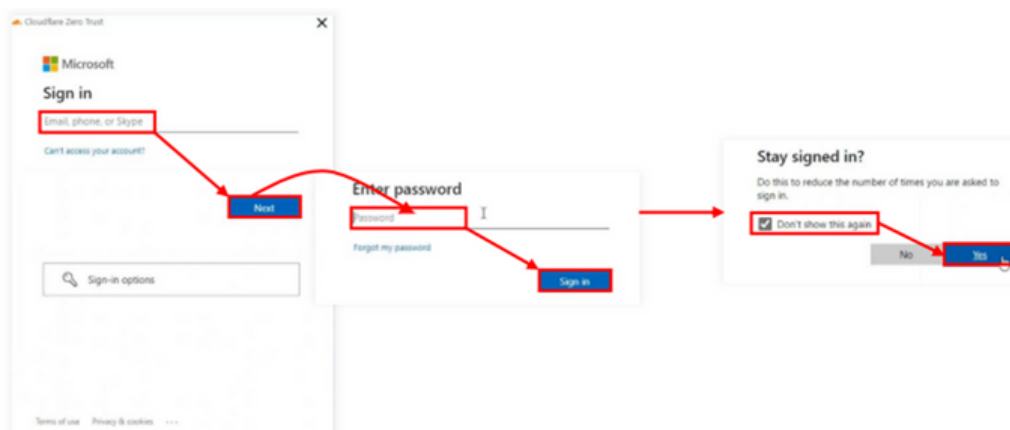 Cloudflare Zero Trust
Microsoft
Sign in
Email, phone, or Skype
Can't access your account?
Next
Sign-in options
Terms of use Privacy & cookies ...
Enter password
Password
Forgot my password
Sign in
Stay signed in?
Do this to reduce the number of times you are asked to
sign in.
Don't show this again
No
Yes